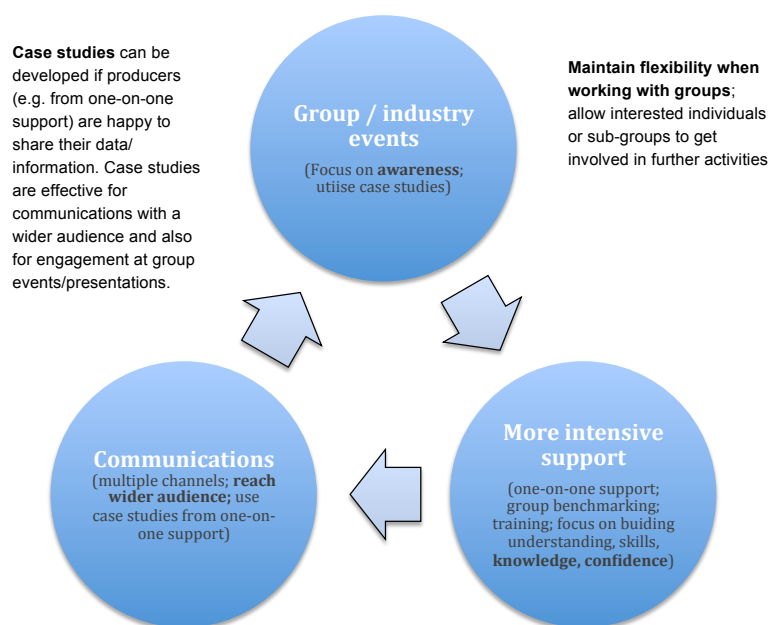 Case studies can be
developed if producers
(e.g. from one-on-one
support) are happy to
share their data/
information. Case studies
are effective for
communications with a
wider audience and also
for engagement at group
events/presentations.
Group / industry
events
(Focus on awareness;
utiise case studies)
Maintain flexibility when
working with groups;
allow interested individuals
or sub-groups to get
involved in further activities
More intensive
support
(one-on-one support;
group benchmarking;
training; focus on buiding
understanding, skills,
knowledge, confidence)
Communications
(multiple channels; reach
wider audience; use
case studies from one-on-
one support)